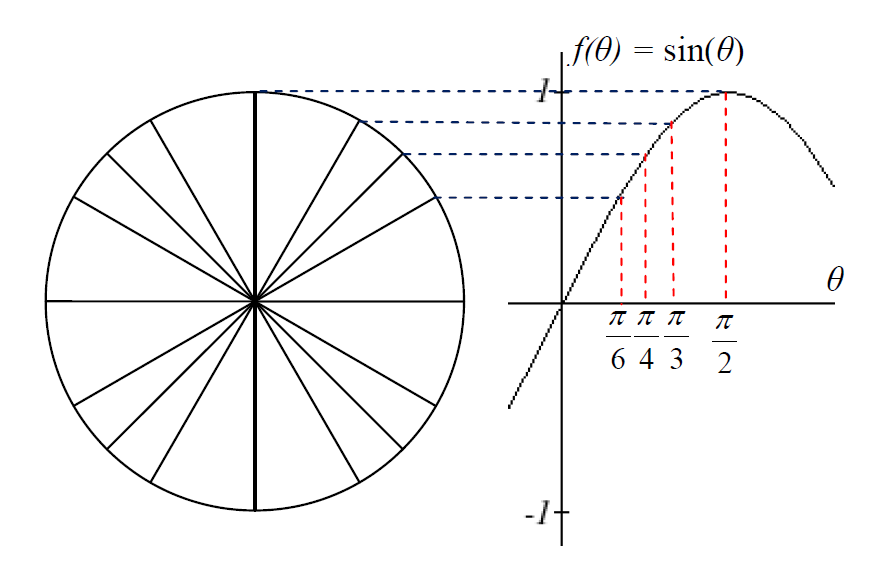 f(θ) = sin(θ)
1
θ
π/6 π/4 π/3 π/2
-1